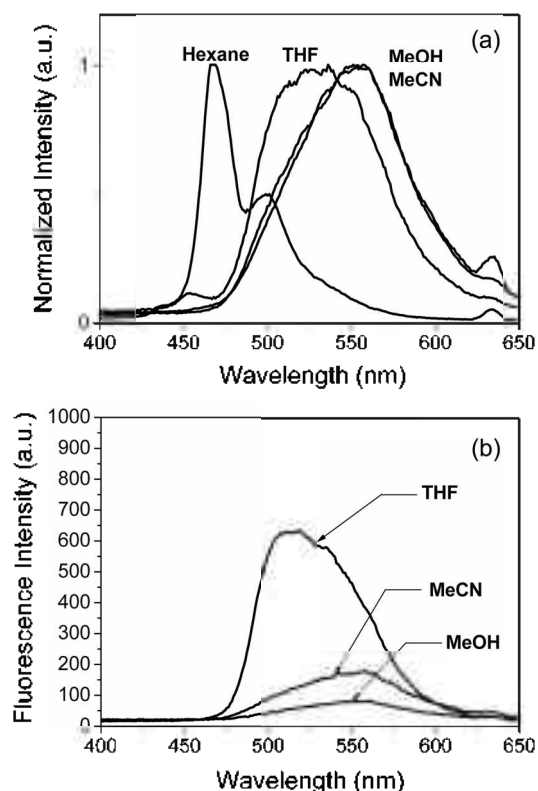 (a)
Hexane THF MeOH
MeCN
1
0
Normalized Intensity (a.u.)
400 450 500 550 600 650
Wavelength (nm)
(b)
1000
900
800
700
600
500
400
300
200
100
0
Fluorescence Intensity (a.u.)
THF
MeCN
MeOH
400 450 500 550 600 650
Wavelength (nm)